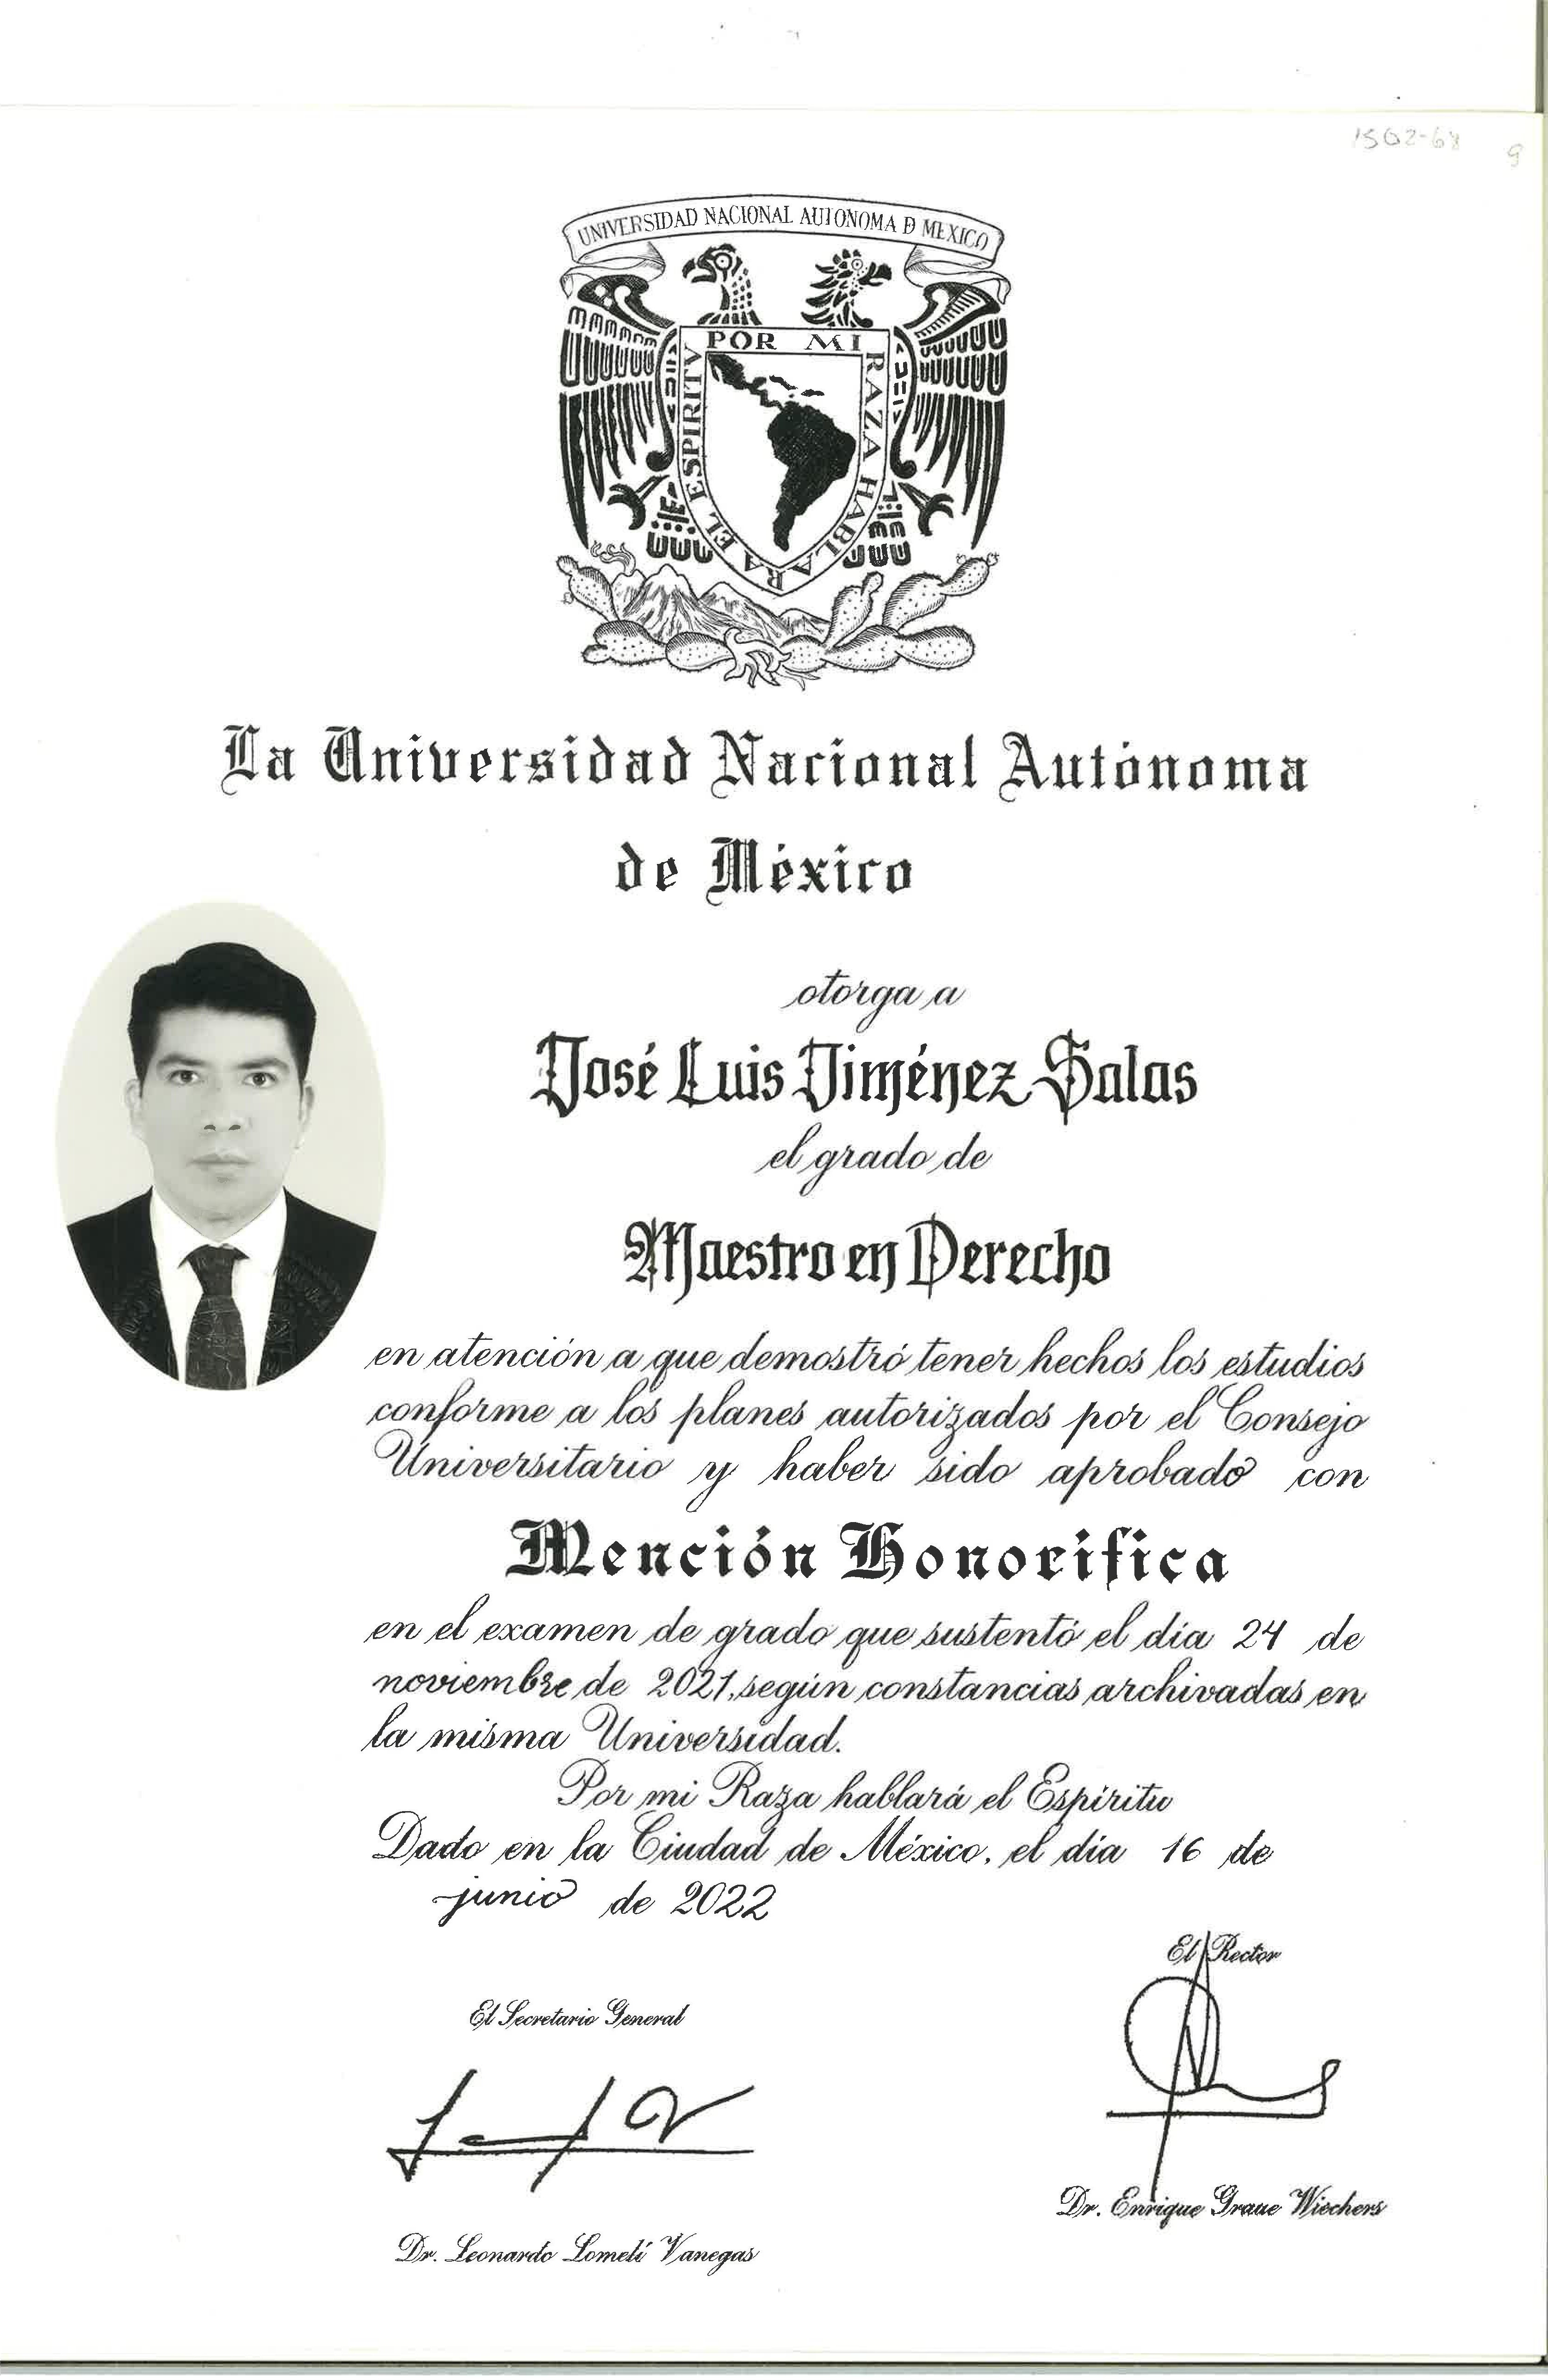 1502-68 9
UNIVERSIDAD NACIONAL AUTONOMA D MEXICO
POR MI RAZA HABLARA EL ESPIRITV
La Universidad Nacional Autónoma
de México
otorga a
José Luis Jiménez Salas
el grado de
Maestro en Derecho
en atención a que demostró tener hechos los estudios
conforme a los planes autorizados por el Consejo
Universitario y haber sido aprobado con
Mención Honorífica
en el examen de grado que sustentó el día 24 de
noviembre de 2021, según constancias archivadas en
la misma Universidad.
Por mi Raza hablará el Espíritu
Dado en la Ciudad de México, el día 16 de
junio de 2022
El Rector
El Secretario General
Dr. Enrique Graue Wiechers
Dr. Leonardo Lomelí Vanegas